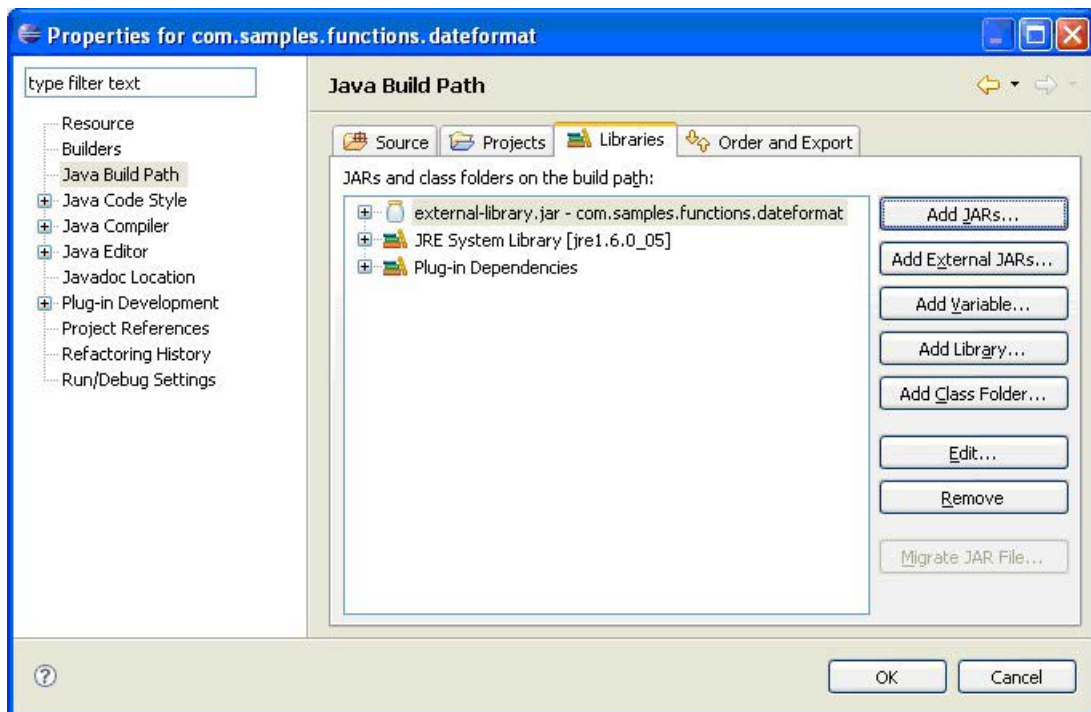 Properties for com.samples.functions.dateformat
type filter text
Resource
Builders
Java Build Path
Java Code Style
Java Compiler
Java Editor
Javadoc Location
Plug-in Development
Project References
Refactoring History
Run/Debug Settings
Java Build Path
Source Projects Libraries Order and Export
JARs and class folders on the build path:
external-library.jar - com.samples.functions.dateformat
JRE System Library [jre1.6.0_05]
Plug-in Dependencies
Add JARs...
Add External JARs...
Add Variable...
Add Library...
Add Class Folder...
Edit...
Remove
Migrate JAR File...
?
OK Cancel